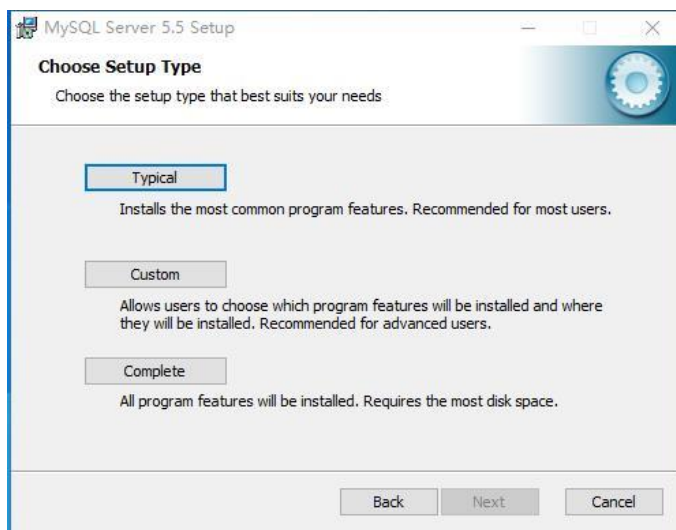 MySQL Server 5.5 Setup
Choose Setup Type
Choose the setup type that best suits your needs
Typical
Installs the most common program features. Recommended for most users.
Custom
Allows users to choose which program features will be installed and where
they will be installed. Recommended for advanced users.
Complete
All program features will be installed. Requires the most disk space.
Back
Next
Cancel